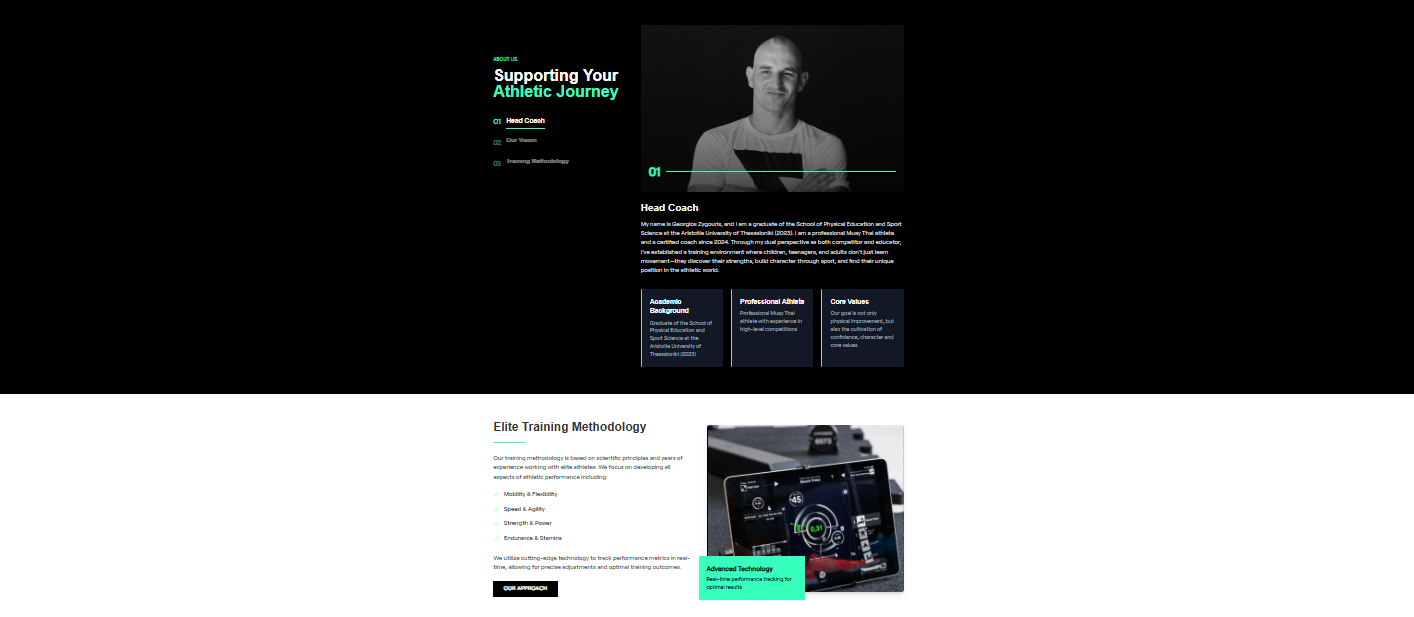 ABOUT US
Supporting Your
Athletic Journey
01 Head Coach
02 Our Vision
03 Training Methodology
01
Head Coach
My name is Georgios Zygouris, and I am a graduate of the School of Physical Education and Sport
Science at the Aristotle University of Thessaloniki (2023). I am a professional Muay Thai athlete
and a certified coach since 2024. Through my dual perspective as both competitor and educator,
I've established a training environment where children, teenagers, and adults don't just learn
movement—they discover their strengths, build character through sport, and find their unique
position in the athletic world.
Academic
Background
Graduate of the School of
Physical Education and
Sport Science at the
Aristotle University of
Thessaloniki (2023)
Professional Athlete
Professional Muay Thai
athlete with experience in
high-level competitions
Core Values
Our goal is not only
physical improvement, but
also the cultivation of
confidence, character and
core values
Elite Training Methodology
Our training methodology is based on scientific principles and years of
experience working with elite athletes. We focus on developing all
aspects of athletic performance including:
Mobility & Flexibility
Speed & Agility
Strength & Power
Endurance & Stamina
We utilize cutting-edge technology to track performance metrics in real-
time, allowing for precise adjustments and optimal training outcomes.
OUR APPROACH
45
0,31
Advanced Technology
Real-time performance tracking for
optimal results